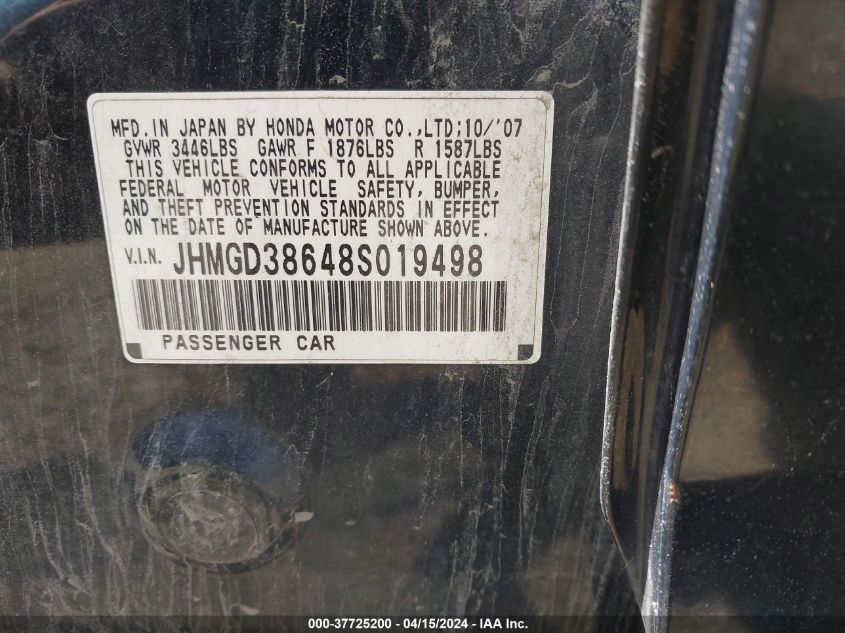 MFD. IN JAPAN BY HONDA MOTOR CO.,LTD;10/'07
GVWR 3446LBS GAWR F 1876LBS R 1587LBS
THIS VEHICLE CONFORMS TO ALL APPLICABLE
FEDERAL MOTOR VEHICLE SAFETY, BUMPER,
AND THEFT PREVENTION STANDARDS IN EFFECT
ON THE DATE OF MANUFACTURE SHOWN ABOVE.
V.I.N. JHMGD38648S019498
PASSENGER CAR
000-37725200 - 04/15/2024 - IAA Inc.